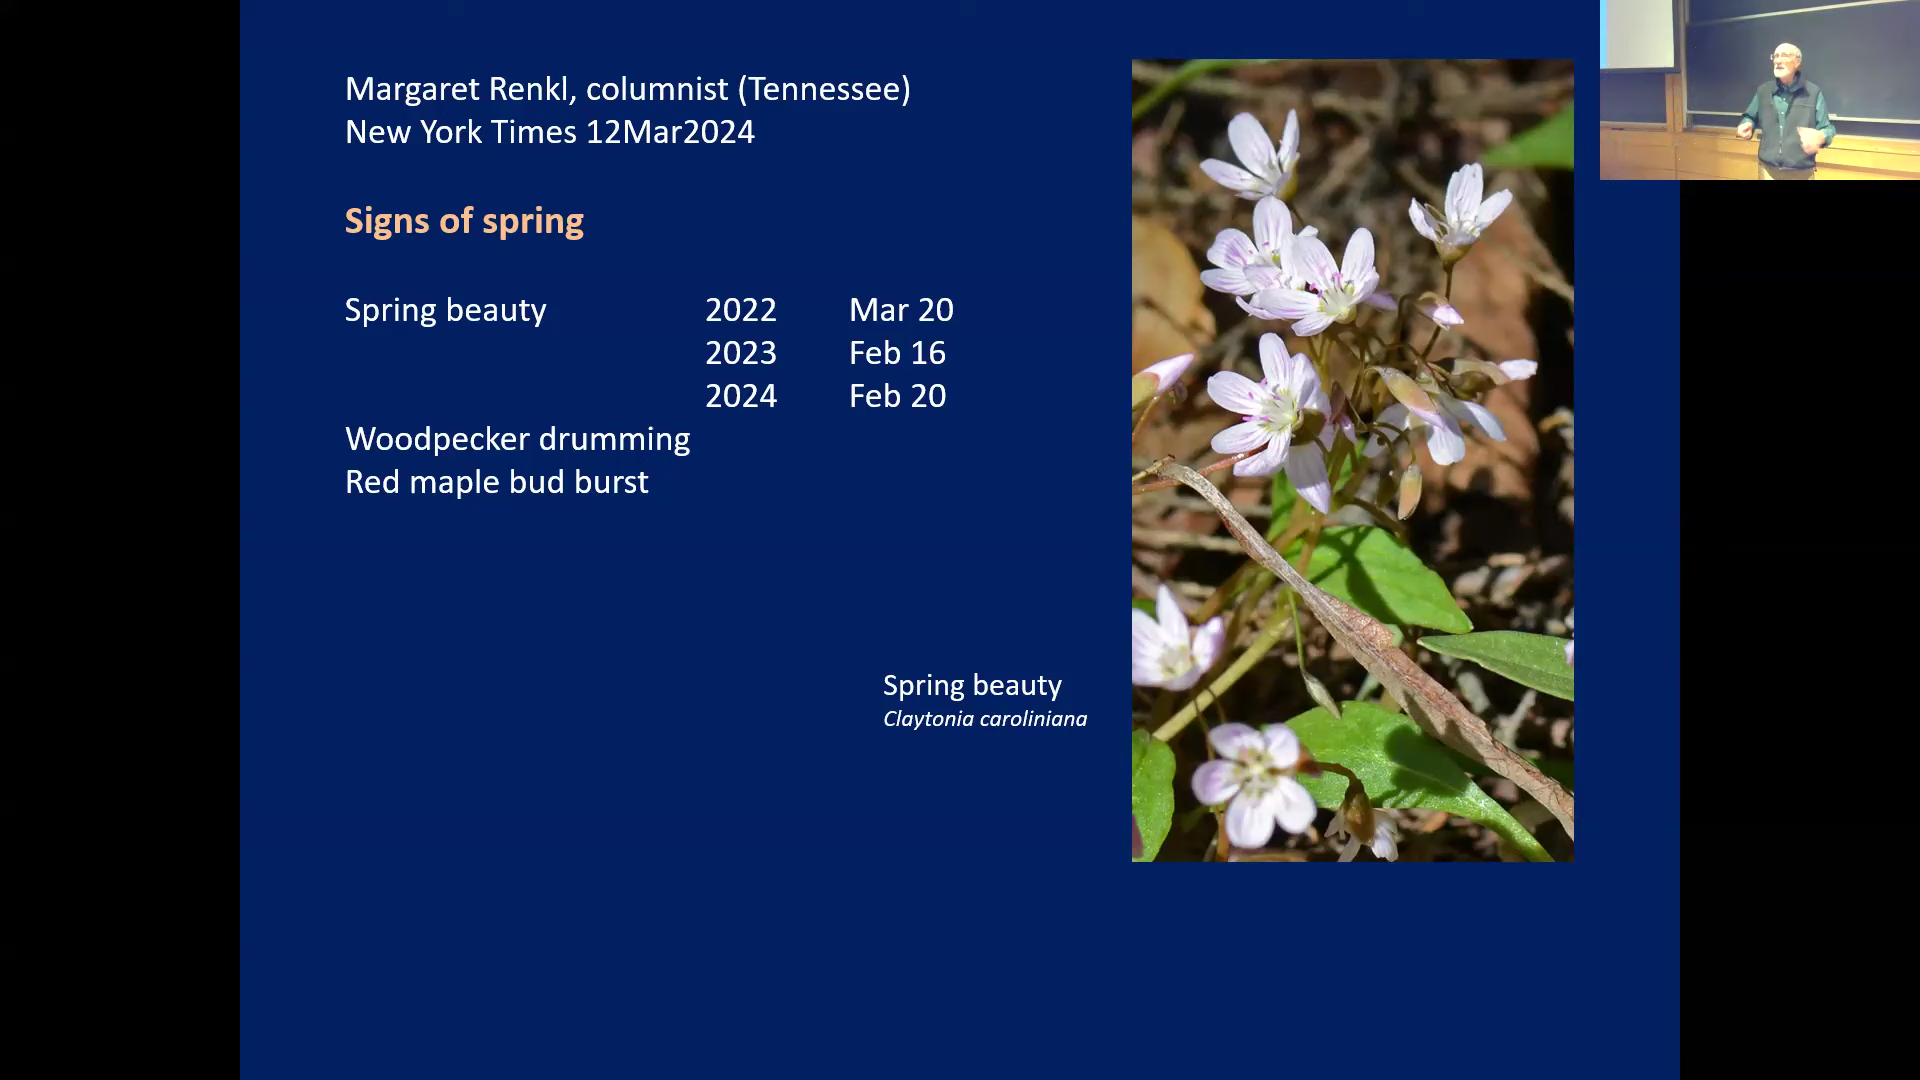 Margaret Renkl, columnist (Tennessee)
New York Times 12Mar2024
Signs of spring
Spring beauty 2022 Mar 20
2023 Feb 16
2024 Feb 20
Woodpecker drumming
Red maple bud burst
Spring beauty
Claytonia caroliniana